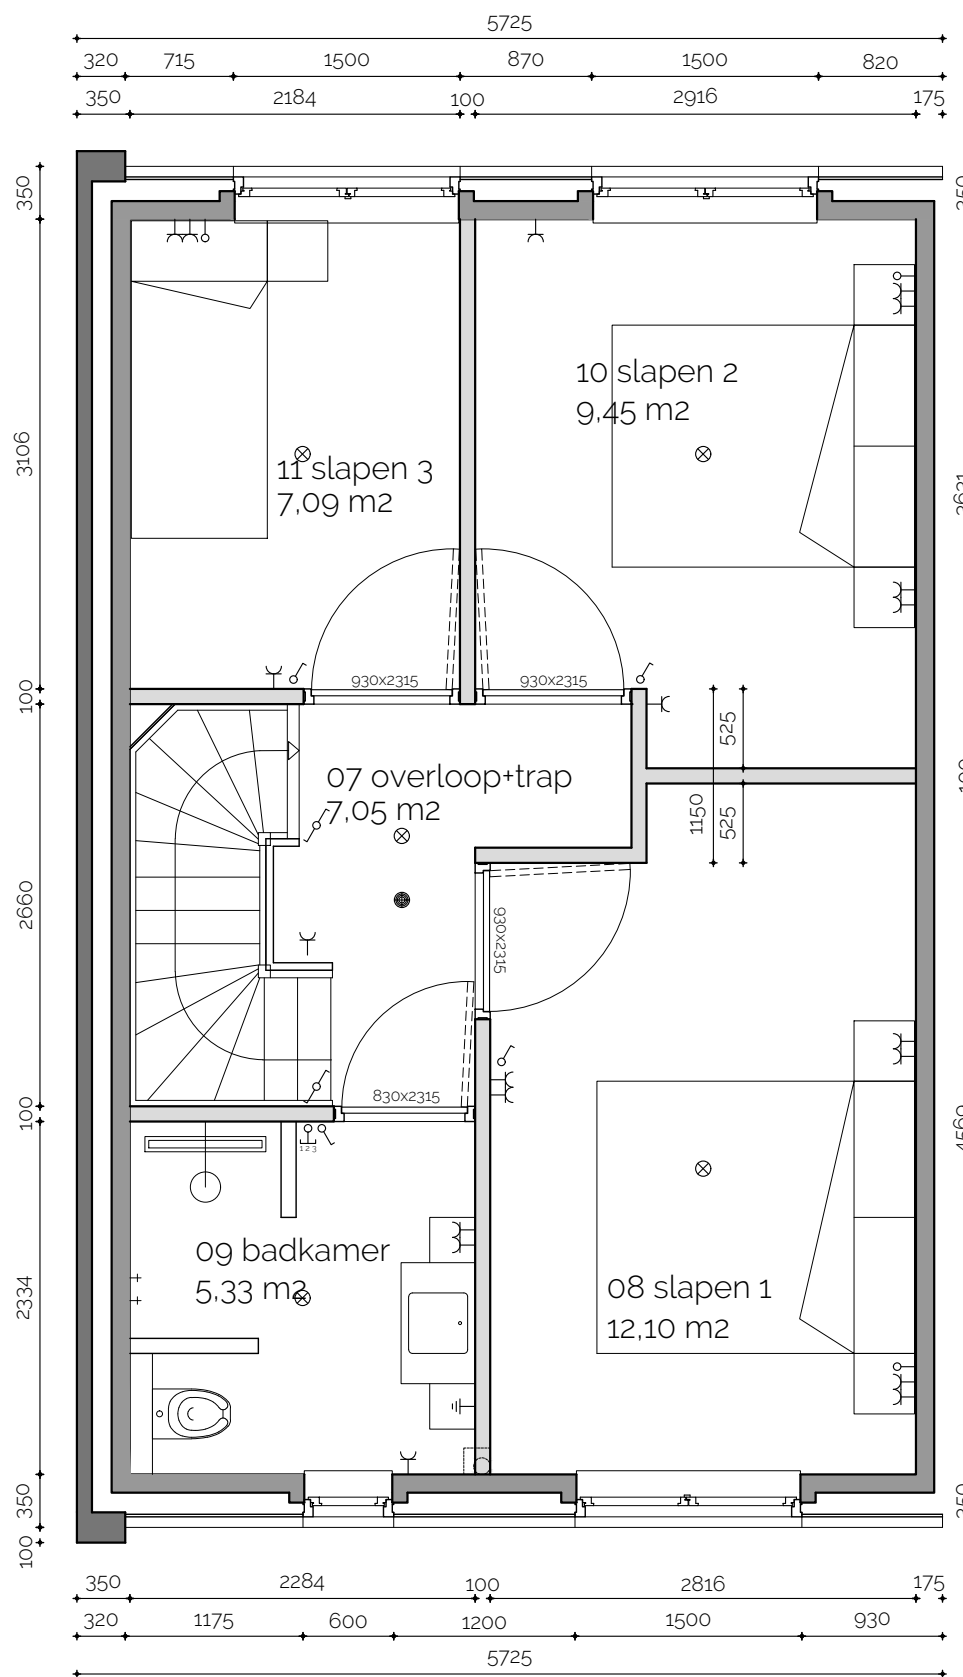 5725
320 715 1500 870 1500 820
350 2184 100 2916 175
350
3106
10 slapen 2
9,45 m2
11 slapen 3
7,09 m2
930x2315 930x2315
100
525
07 overloop+trap
7,05 m2
1150
525
2660
930x2315
830x2315
100
1 2 3
09 badkamer
5,33 m2
2334
08 slapen 1
12,10 m2
350
100
350 2284 100 2816 175
320 1175 600 1200 1500 930
5725